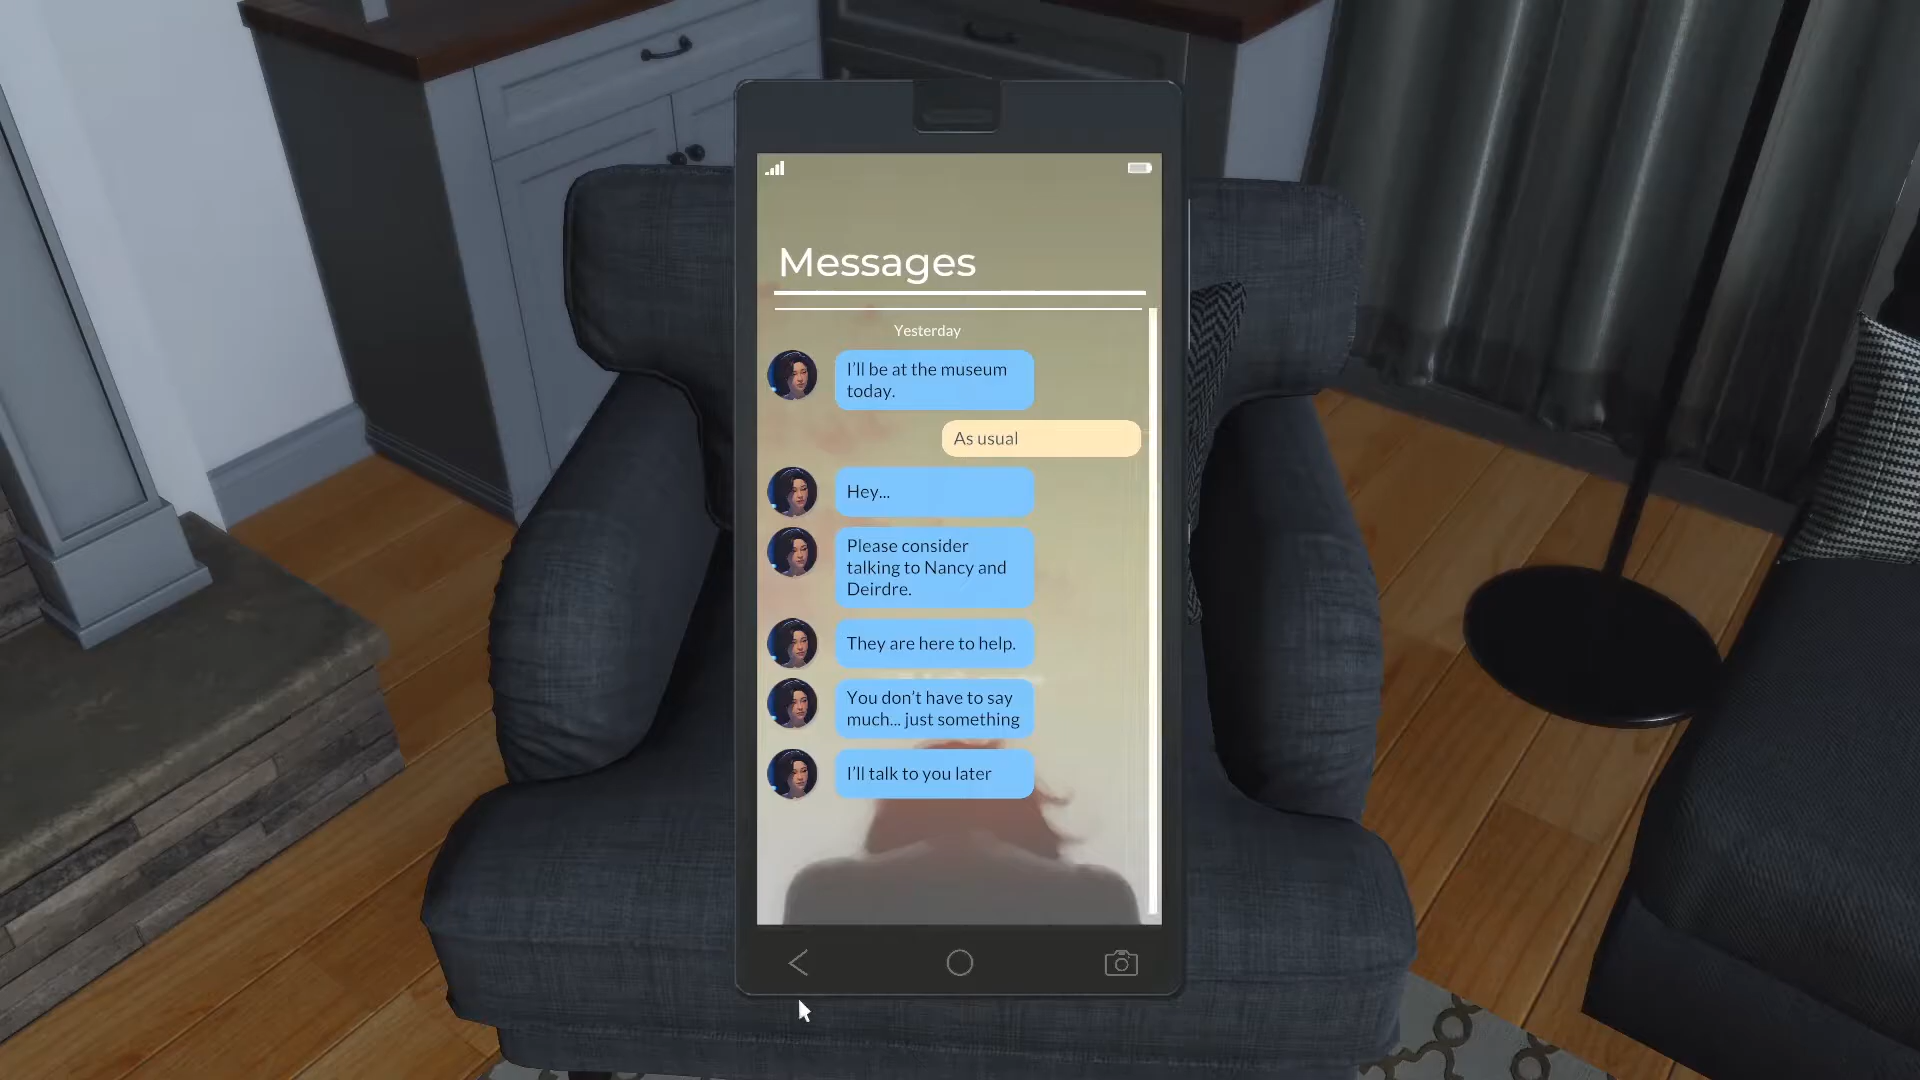 Messages
Yesterday
I'll be at the museum
today.
As usual
Hey...
Please consider
talking to Nancy and
Deirdre.
They are here to help.
You don't have to say
much... just something
I'll talk to you later